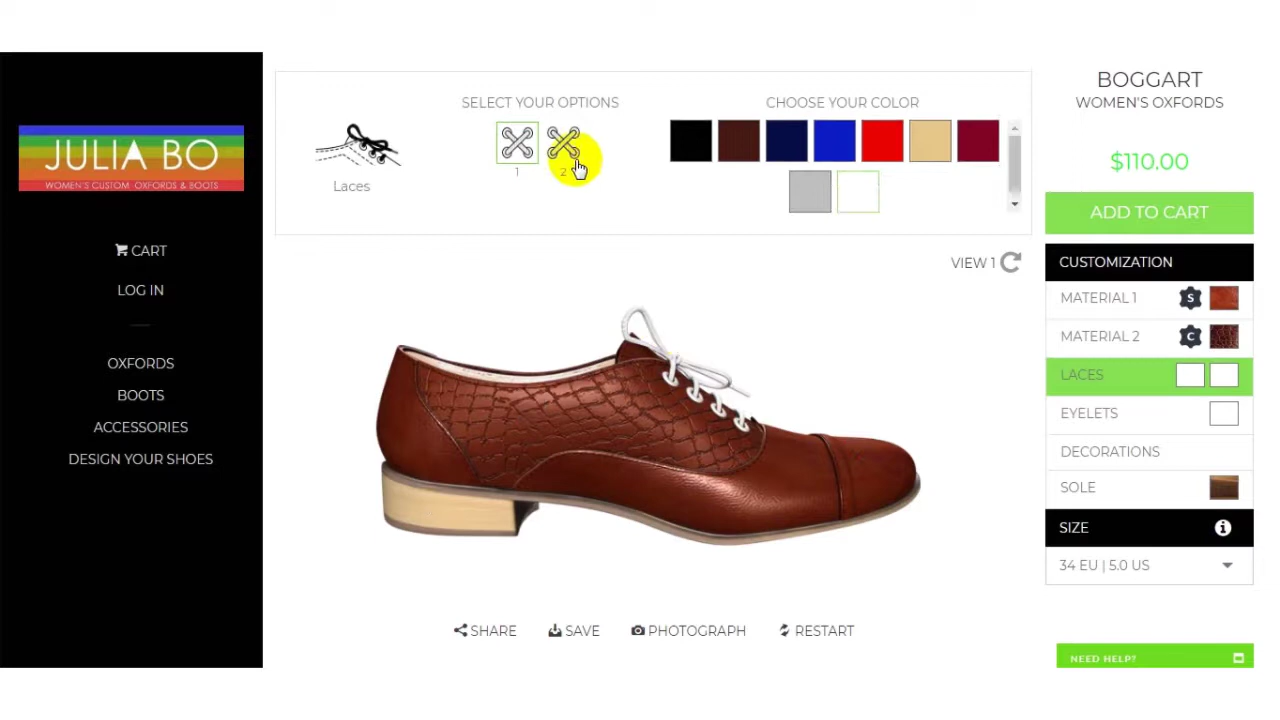 JULIA BO
WOMEN'S CUSTOM OXFORDS & BOOTS
CART
LOG IN
OXFORDS
BOOTS
ACCESSORIES
DESIGN YOUR SHOES
Laces
SELECT YOUR OPTIONS
1
2
CHOOSE YOUR COLOR
VIEW 1
SHARE
SAVE
PHOTOGRAPH
RESTART
BOGGART
WOMEN'S OXFORDS
$110.00
ADD TO CART
CUSTOMIZATION
MATERIAL 1 S
MATERIAL 2 C
LACES
EYELETS
DECORATIONS
SOLE
SIZE
34 EU | 5.0 US
NEED HELP?